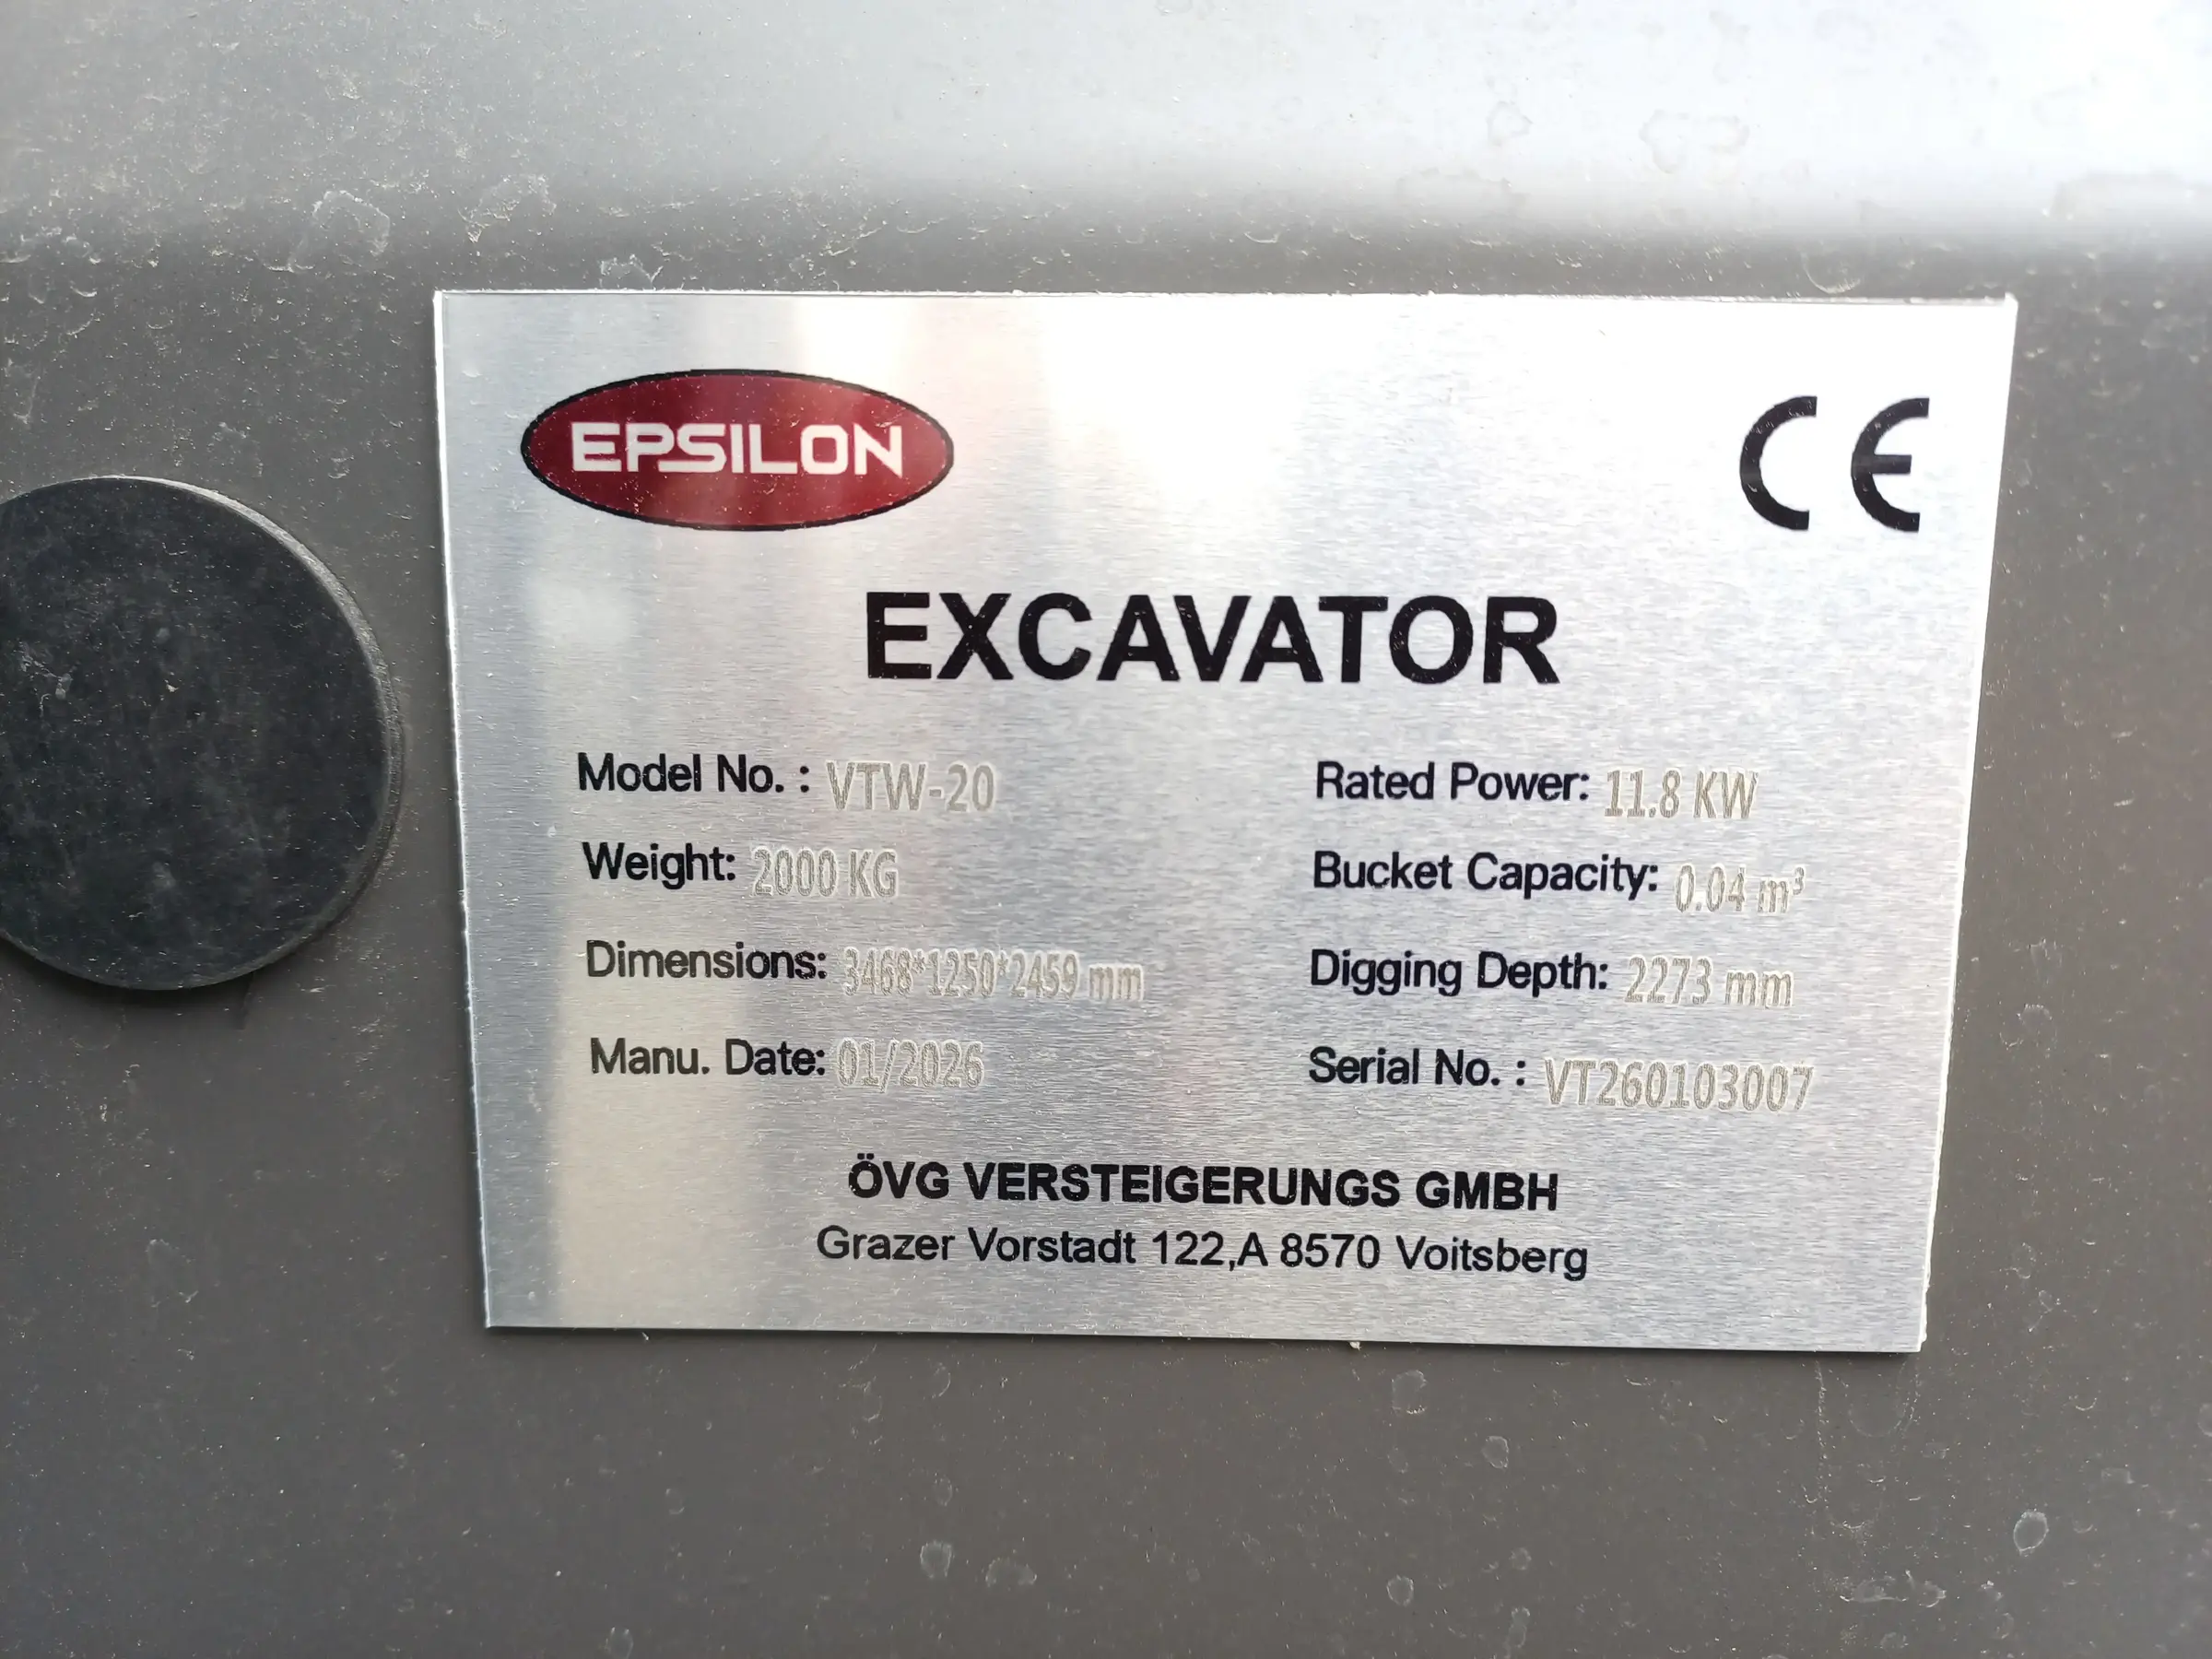 EPSILON
CE
EXCAVATOR
Model No. : VTW-20
Rated Power: 11.8 KW
Weight: 2000 KG
Bucket Capacity: 0.04 m³
Dimensions: 3468*1250*2459 mm
Digging Depth: 2273 mm
Manu. Date: 01/2026
Serial No. : VT260103007
ÖVG VERSTEIGERUNGS GMBH
Grazer Vorstadt 122,A 8570 Voitsberg